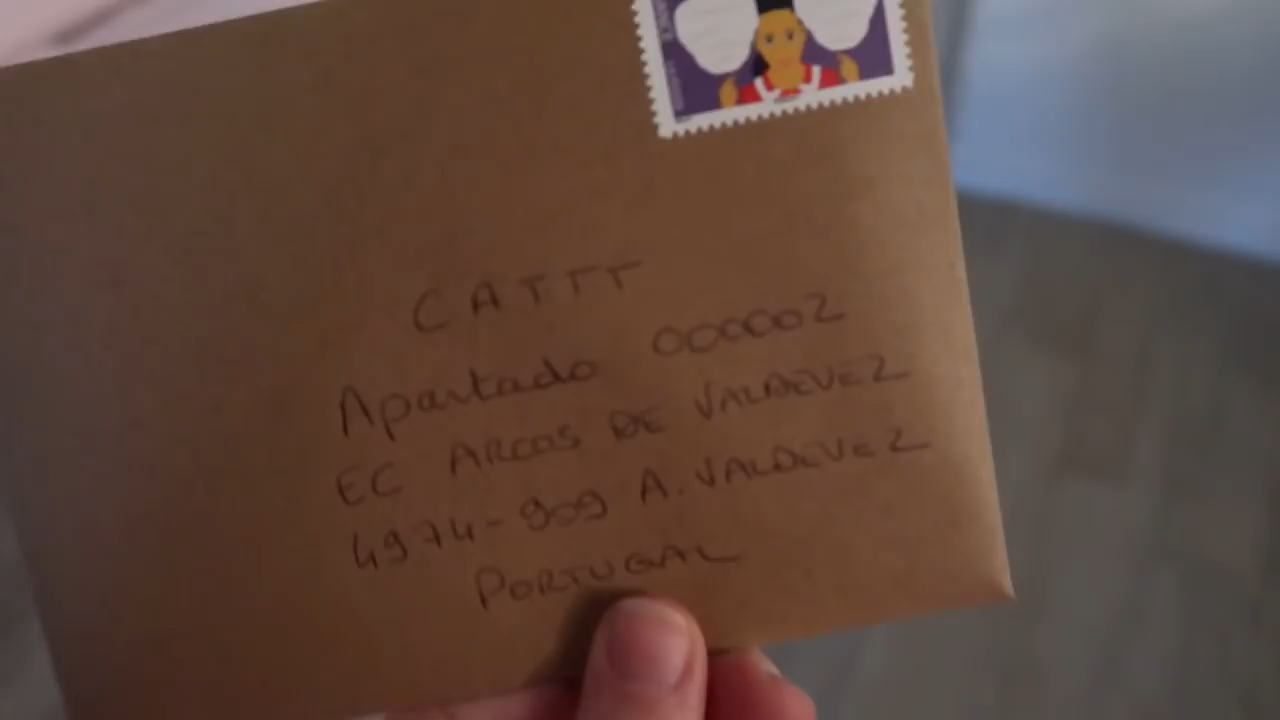 CATTT
Apartado 000002
EC ARCOS DE VALDEVEZ
4974-909 A. VALDEVEZ
PORTUGAL